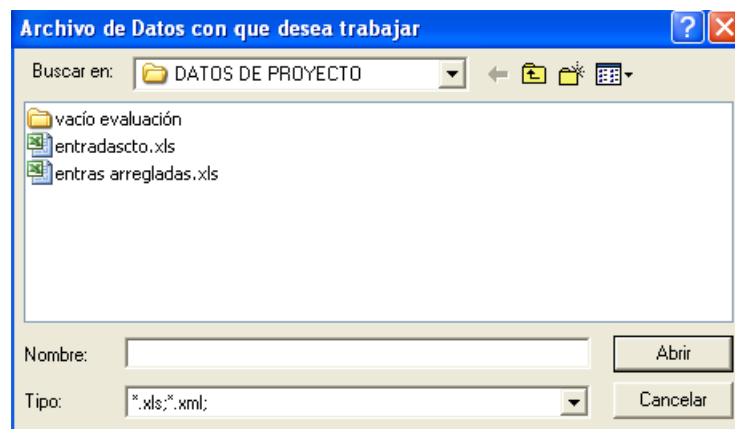 Archivo de Datos con que desea trabajar
Buscar en: DATOS DE PROYECTO
vacío evaluación
entradascto.xls
entras arregladas.xls
Nombre: Abrir
Tipo: *.xls;*.xml; Cancelar